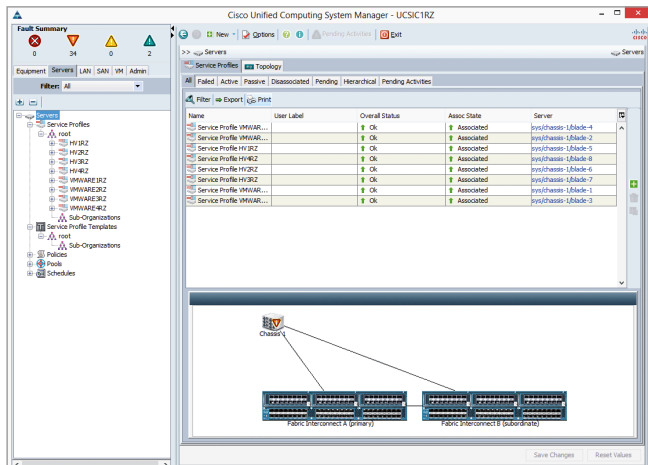 Cisco Unified Computing System Manager - UCSIC1RZ
Fault Summary
0 34 0 2
New Options Pending Activities Exit
cisco
>> Servers Servers
Equipment Servers LAN SAN VM Admin
Filter: All
Servers
Service Profiles
root
HV1RZ
HV2RZ
HV3RZ
HV4RZ
VMWARE1RZ
VMWARE2RZ
VMWARE3RZ
VMWARE4RZ
Sub-Organizations
Service Profile Templates
root
Sub-Organizations
Policies
Pools
Schedules
Service Profiles Topology
All Failed Active Passive Disassociated Pending Hierarchical Pending Activities
Filter Export Print
Name User Label Overall Status Assoc State Server
Service Profile VMWAR... Ok Associated sys/chassis-1/blade-4
Service Profile VMWAR... Ok Associated sys/chassis-1/blade-2
Service Profile HV1RZ Ok Associated sys/chassis-1/blade-5
Service Profile HV4RZ Ok Associated sys/chassis-1/blade-8
Service Profile HV2RZ Ok Associated sys/chassis-1/blade-6
Service Profile HV3RZ Ok Associated sys/chassis-1/blade-7
Service Profile VMWAR... Ok Associated sys/chassis-1/blade-1
Service Profile VMWAR... Ok Associated sys/chassis-1/blade-3
Chassis 1
Fabric Interconnect A (primary) Fabric Interconnect B (subordinate)
Save Changes Reset Values